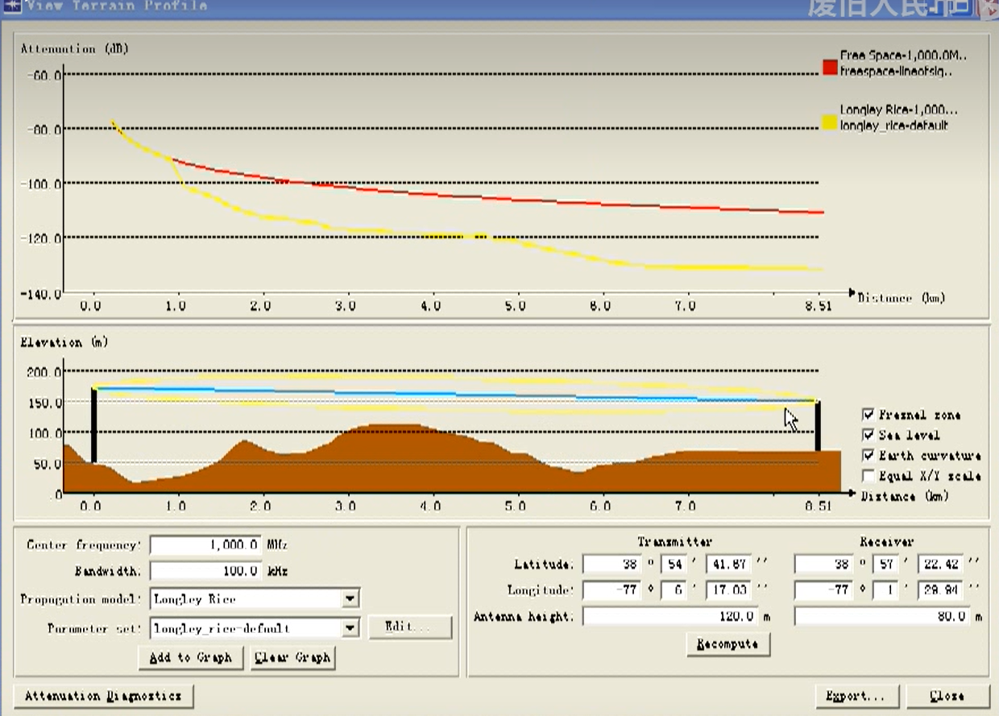 View Terrain Profile
废旧人民币
Attenuation (dB)
-60.0
-80.0
-100.0
-120.0
-140.0
0.0 1.0 2.0 3.0 4.0 5.0 6.0 7.0 8.51
Distance (km)
Free Space-1,000.0M..
freespace-lineofsig..
Longley Rice-1,000...
longley_rice-default
Elevation (m)
200.0
150.0
100.0
50.0
.0
0.0 1.0 2.0 3.0 4.0 5.0 6.0 7.0 8.51
Distance (km)
Fresnel zone
Sea level
Earth curvature
Equal X/Y scale
Center frequency: 1,000.0 MHz
Bandwidth: 100.0 kHz
Propagation model: Longley Rice
Parameter set: longley_rice-default Edit...
Add to Graph Clear Graph
Transmitter Receiver
Latitude: 38 ° 54 ' 41.87 '' 38 ° 57 ' 22.42 ''
Longitude: -77 ° 6 ' 17.03 '' -77 ° 1 ' 29.94 ''
Antenna height: 120.0 m 80.0 m
Recompute
Attenuation Diagnostics Export... Close